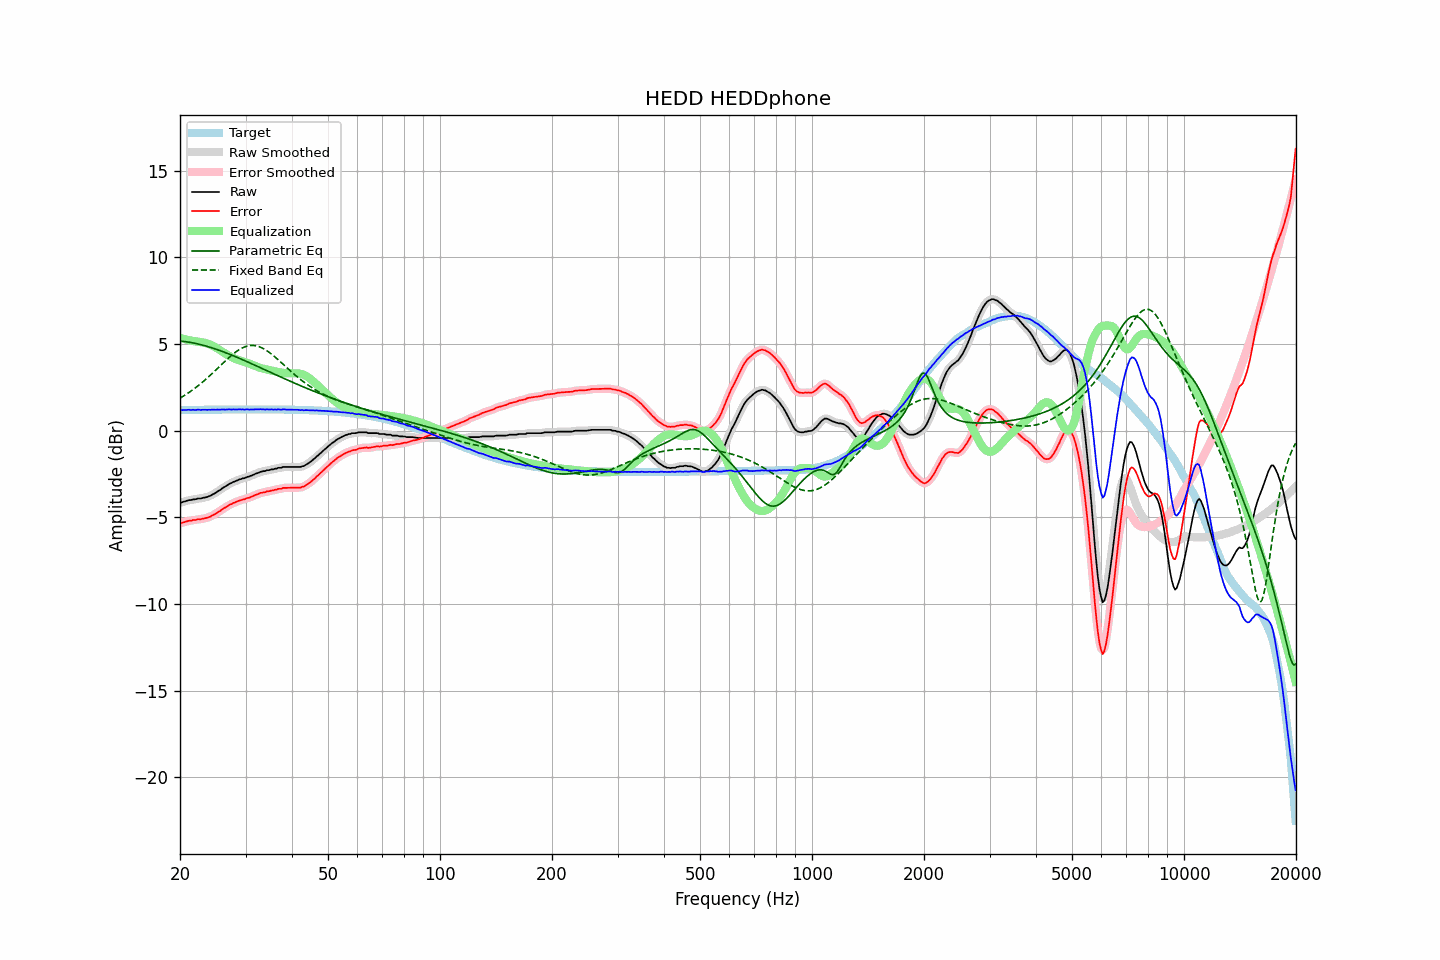 HEDD HEDDphone
Target
Raw Smoothed
Error Smoothed
Raw
Error
Equalization
Parametric Eq
Fixed Band Eq
Equalized
Amplitude (dBr)
15
10
5
0
−5
−10
−15
−20
20
50
100
200
500
1000
2000
5000
10000
20000
Frequency (Hz)